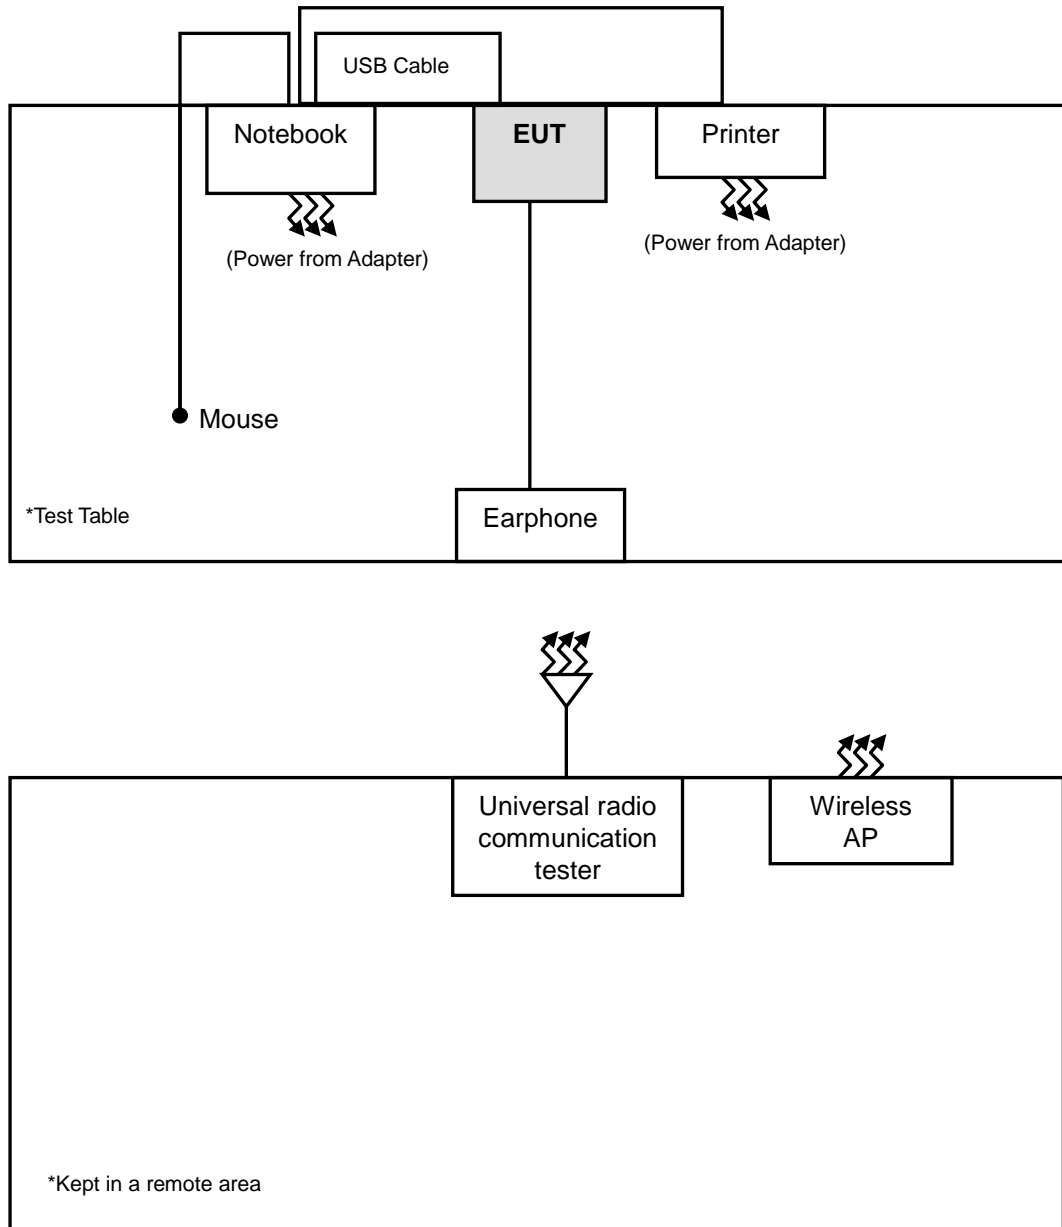 USB Cable
Notebook
EUT
Printer
(Power from Adapter)
(Power from Adapter)
Mouse
*Test Table
Earphone
Universal radio
communication
tester
Wireless
AP
*Kept in a remote area